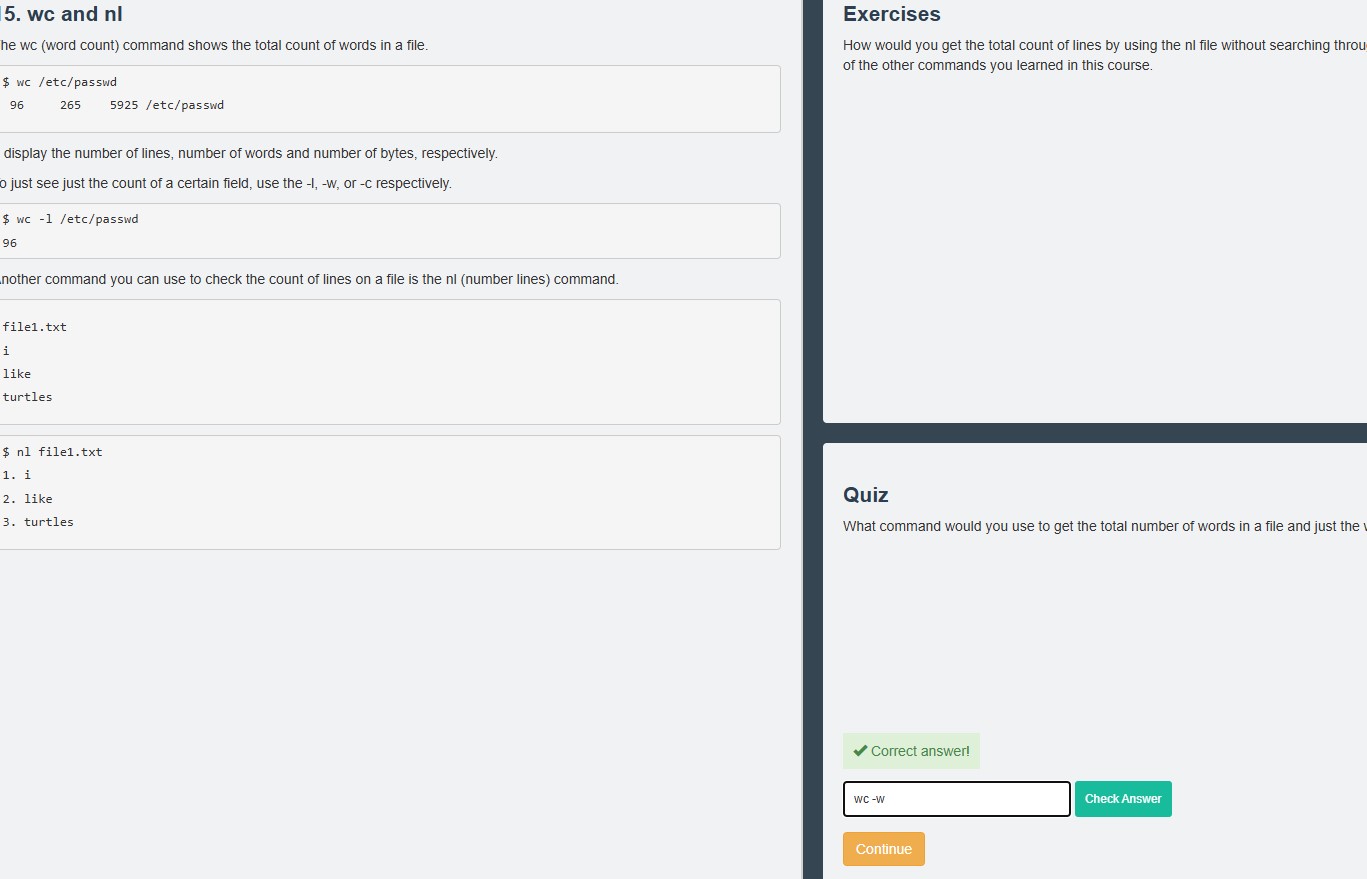 5. wc and nl
he wc (word count) command shows the total count of words in a file.
$ wc /etc/passwd
96 265 5925 /etc/passwd
display the number of lines, number of words and number of bytes, respectively.
o just see just the count of a certain field, use the -l, -w, or -c respectively.
$ wc -l /etc/passwd
96
nother command you can use to check the count of lines on a file is the nl (number lines) command.
file1.txt
i
like
turtles
$ nl file1.txt
1. i
2. like
3. turtles
Exercises
How would you get the total count of lines by using the nl file without searching throu
of the other commands you learned in this course.
Quiz
What command would you use to get the total number of words in a file and just the
Correct answer!
wc -w
Check Answer
Continue